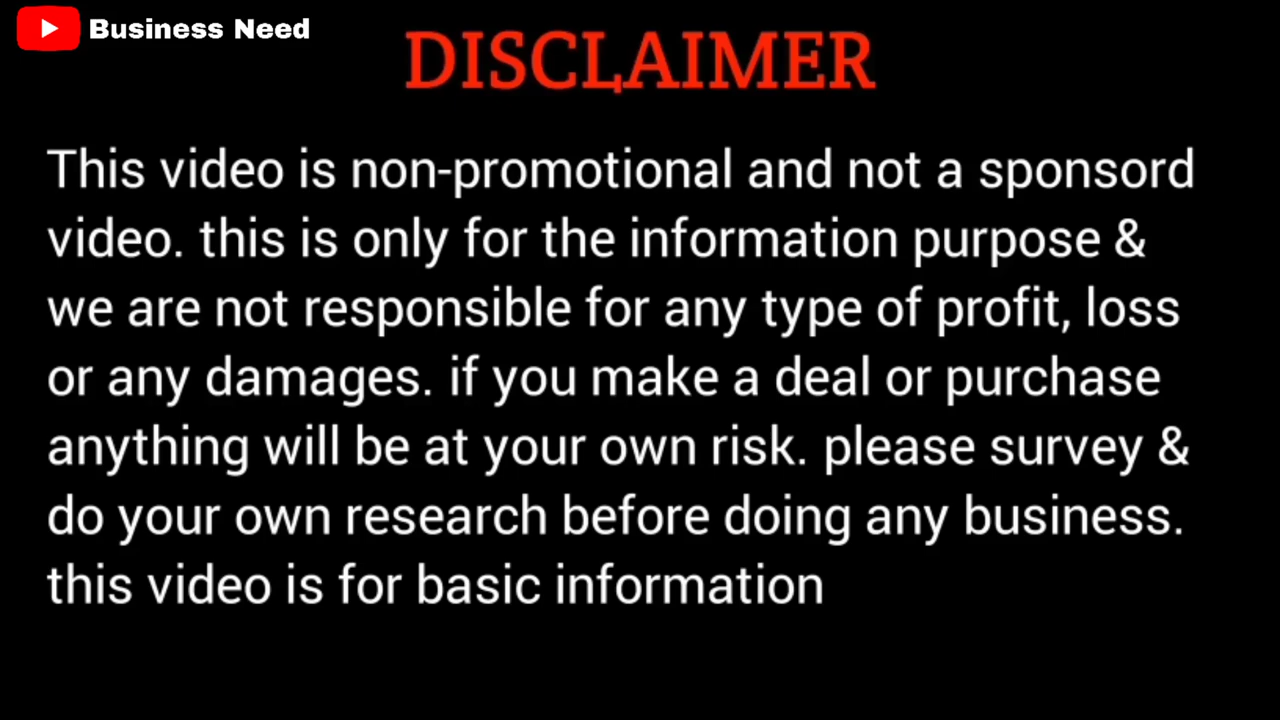 Business Need
DISCLAIMER
This video is non-promotional and not a sponsord
video. this is only for the information purpose &
we are not responsible for any type of profit, loss
or any damages. if you make a deal or purchase
anything will be at your own risk. please survey &
do your own research before doing any business.
this video is for basic information